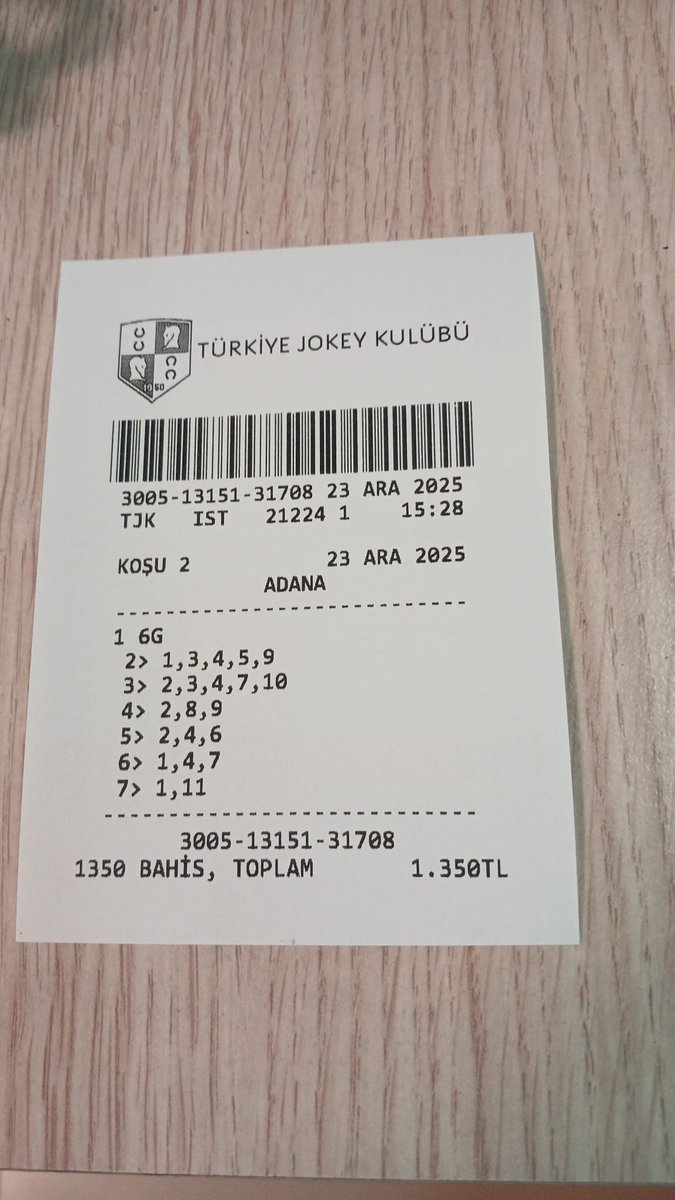 TÜRKİYE JOKEY KULÜBÜ
1950
3005-13151-31708 23 ARA 2025
TJK IST 21224 1 15:28
KOŞU 2 23 ARA 2025
ADANA
1 6G
2> 1,3,4,5,9
3> 2,3,4,7,10
4> 2,8,9
5> 2,4,6
6> 1,4,7
7> 1,11
3005-13151-31708
1350 BAHİS, TOPLAM 1.350TL